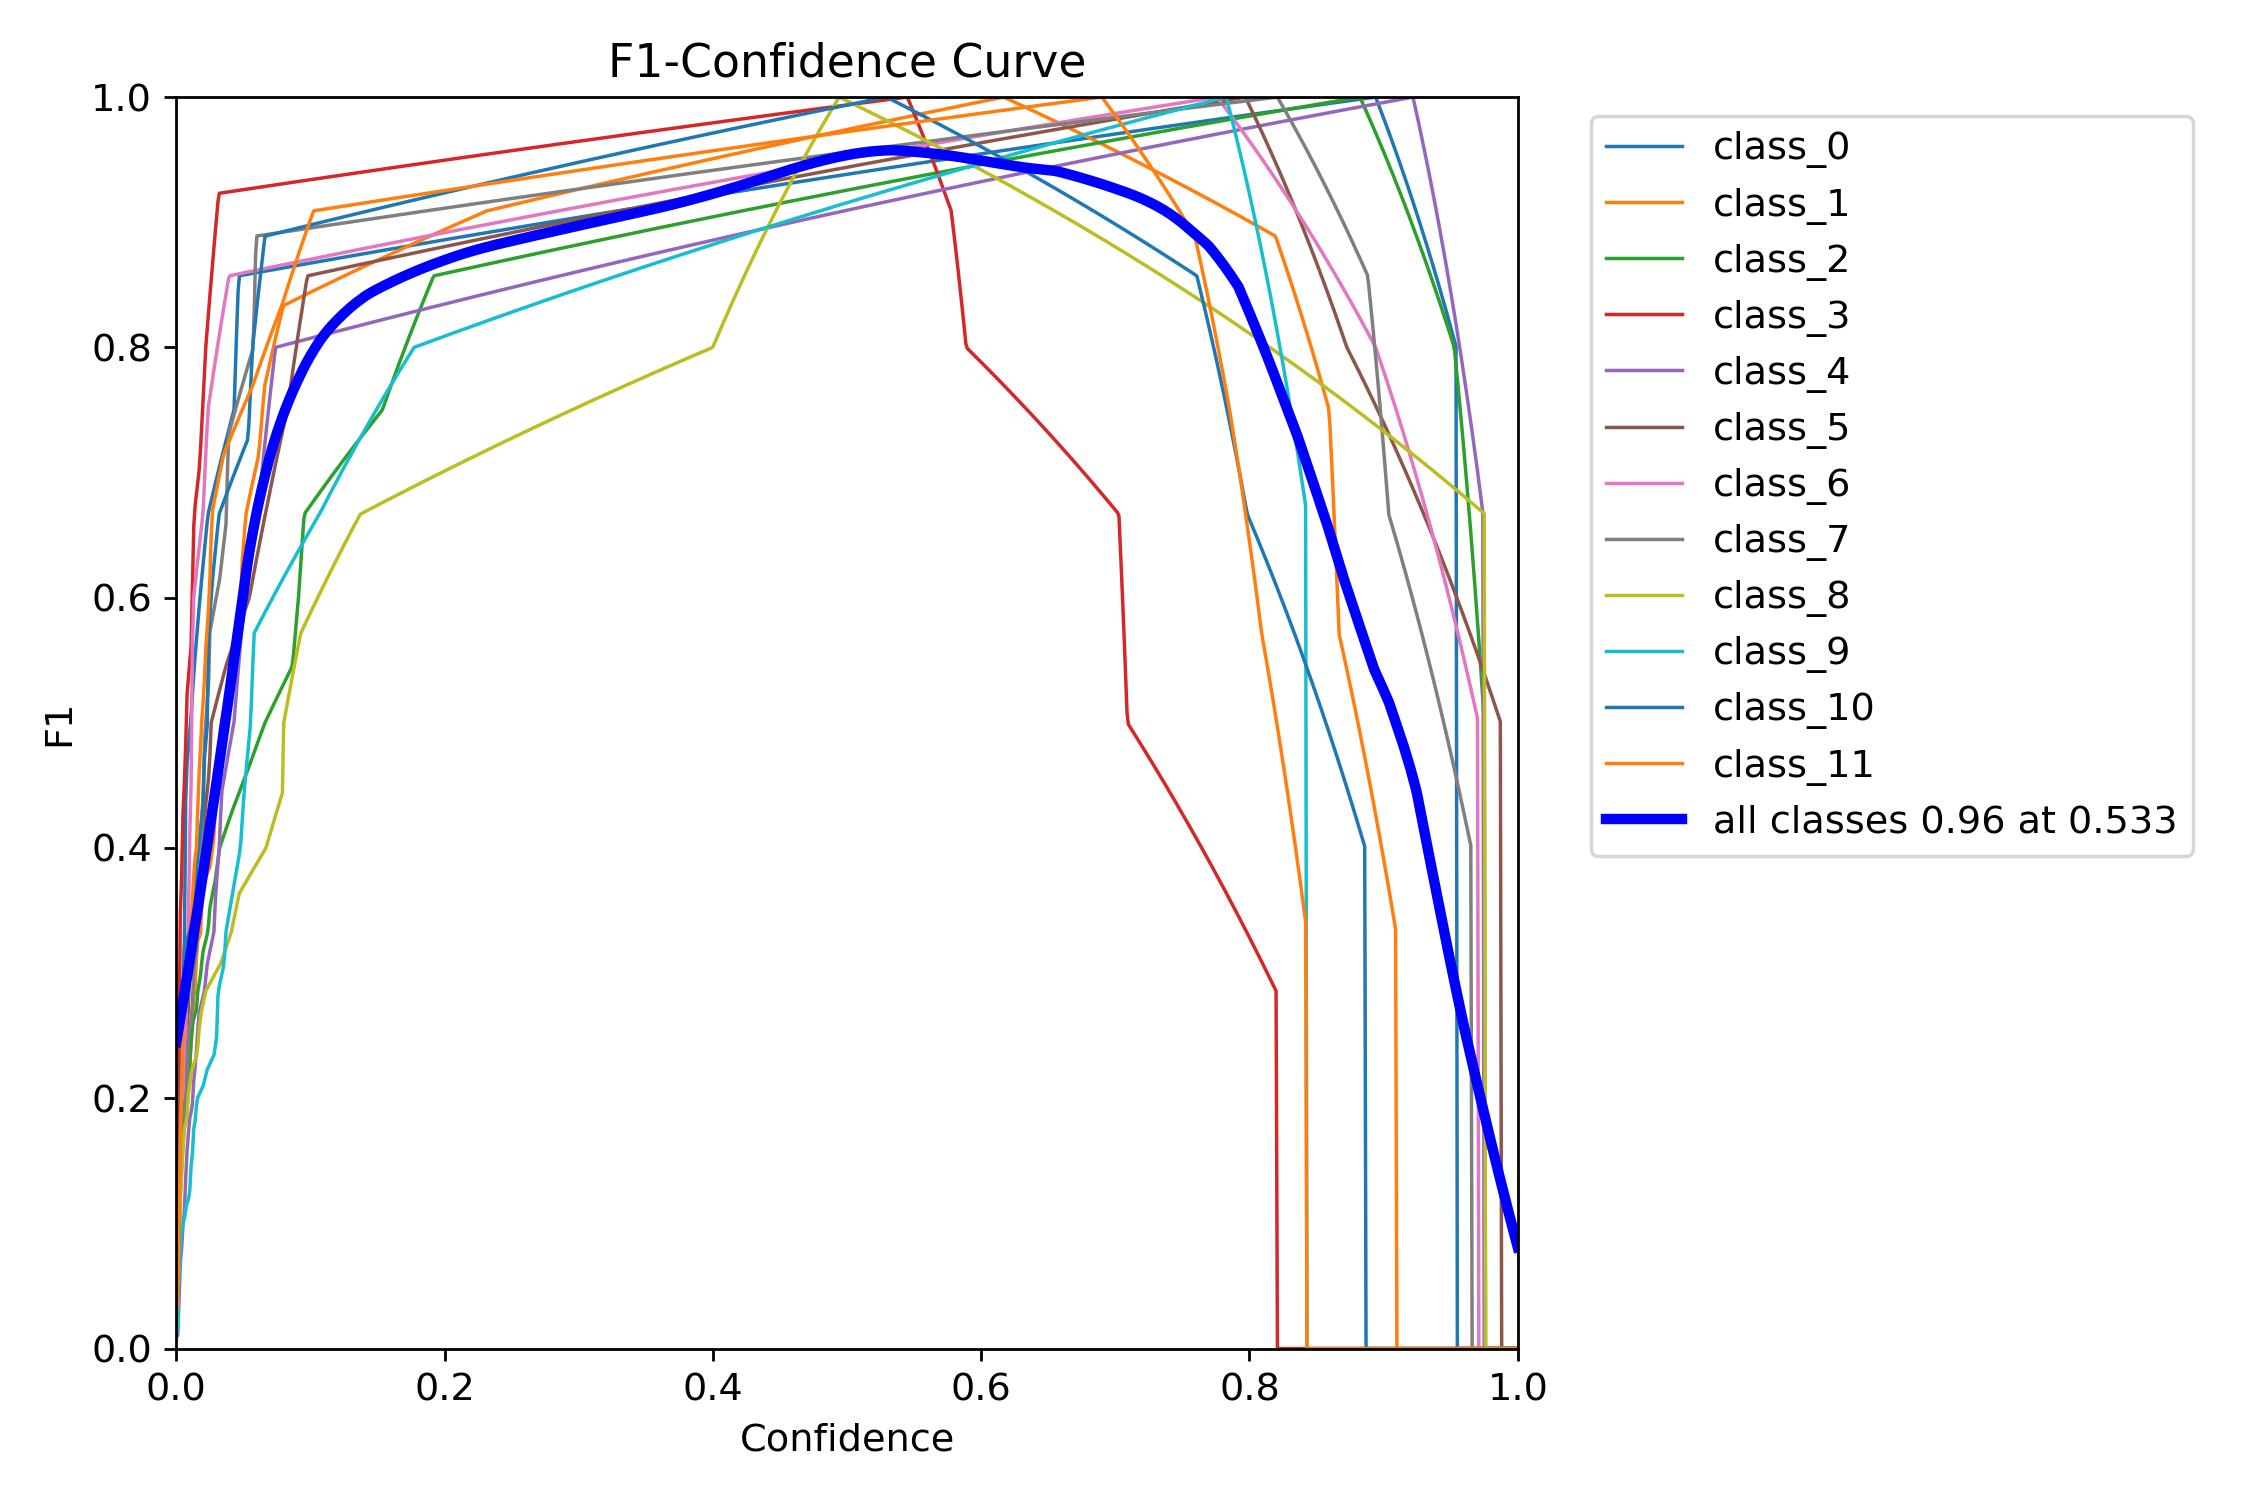 F1-Confidence Curve
1.0
0.8
0.6
0.4
0.2
0.0
F1
0.0 0.2 0.4 0.6 0.8 1.0
Confidence
class_0
class_1
class_2
class_3
class_4
class_5
class_6
class_7
class_8
class_9
class_10
class_11
all classes 0.96 at 0.533